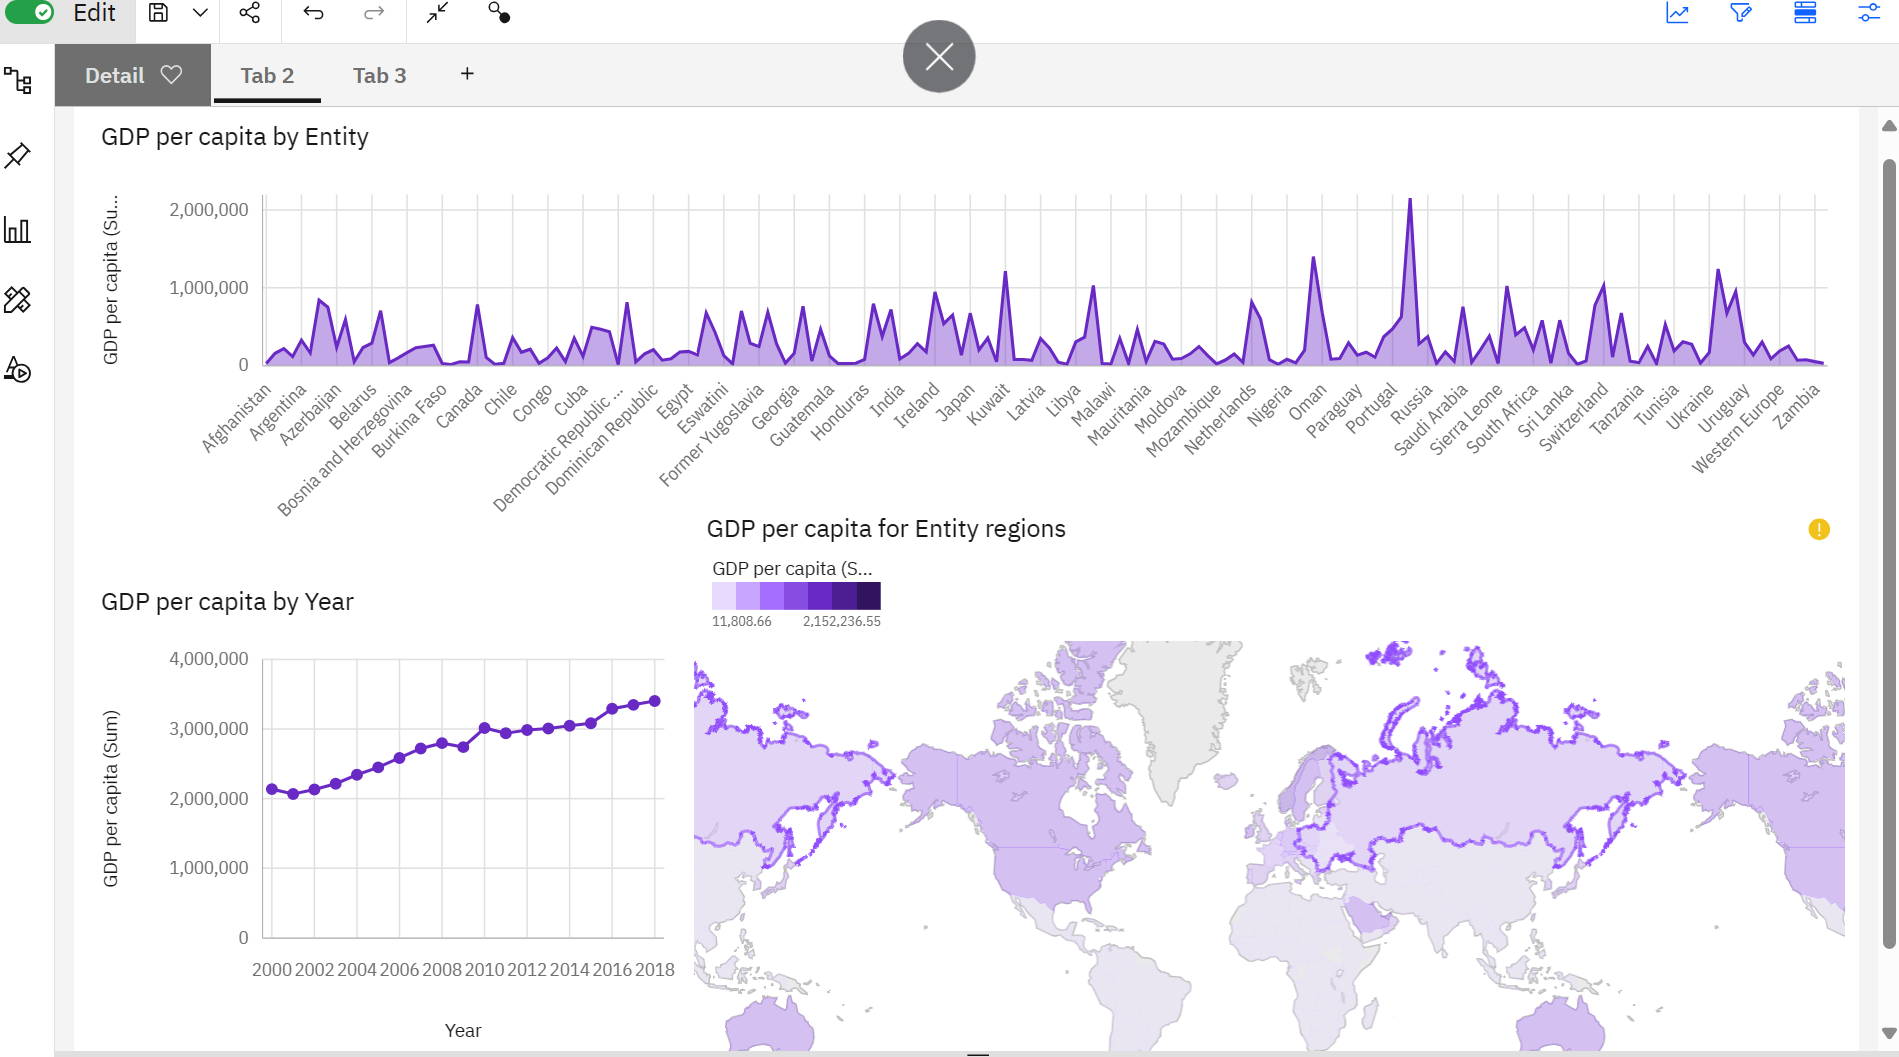 Edit
Detail
Tab 2
Tab 3
+
GDP per capita by Entity
GDP per capita (Su...
2,000,000
1,000,000
0
Afghanistan
Argentina
Azerbaijan
Belarus
Bosnia and Herzegovina
Burkina Faso
Canada
Chile
Congo
Cuba
Democratic Republic ...
Dominican Republic
Egypt
Eswatini
Former Yugoslavia
Georgia
Guatemala
Honduras
India
Ireland
Japan
Kuwait
Latvia
Libya
Malawi
Mauritania
Moldova
Mozambique
Netherlands
Nigeria
Oman
Paraguay
Portugal
Russia
Saudi Arabia
Sierra Leone
South Africa
Sri Lanka
Switzerland
Tanzania
Tunisia
Ukraine
Uruguay
Western Europe
Zambia
GDP per capita for Entity regions
GDP per capita (S...
11,808.66 2,152,236.55
GDP per capita by Year
GDP per capita (Sum)
4,000,000
3,000,000
2,000,000
1,000,000
0
2000 2002 2004 2006 2008 2010 2012 2014 2016 2018
Year